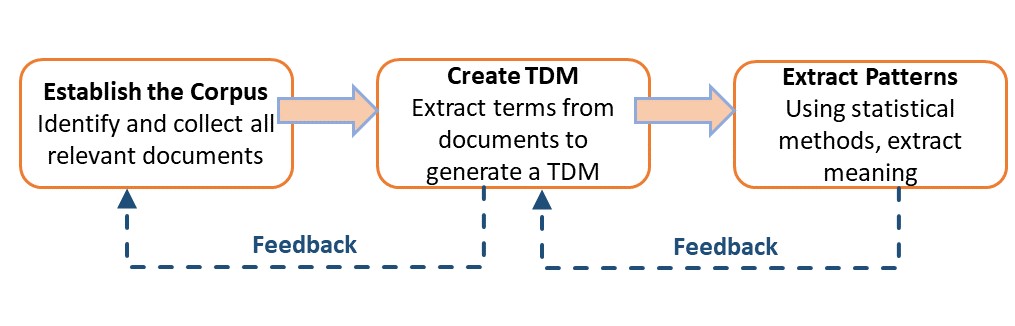 Establish the Corpus
Identify and collect all
relevant documents
Create TDM
Extract terms from
documents to
generate a TDM
Extract Patterns
Using statistical
methods, extract
meaning
Feedback
Feedback